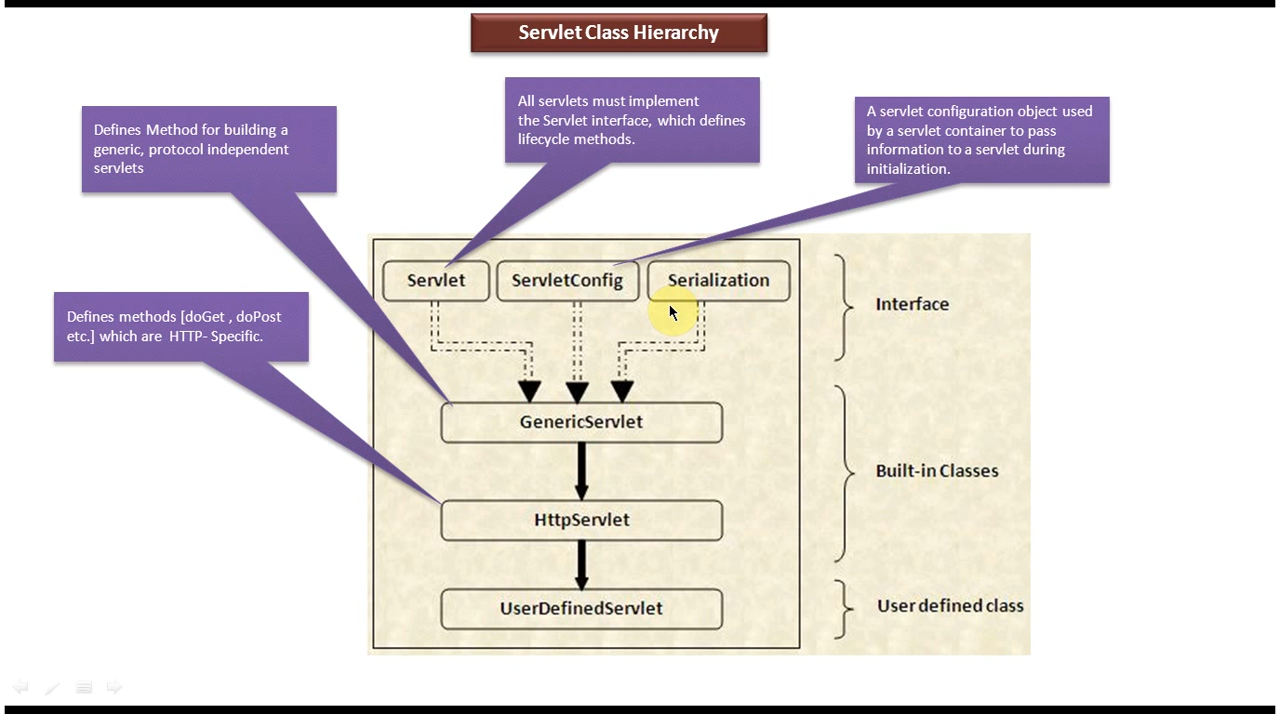 Servlet Class Hierarchy
All servlets must implement
the Servlet interface, which defines
lifecycle methods.
A servlet configuration object used
by a servlet container to pass
information to a servlet during
initialization.
Defines Method for building a
generic, protocol independent
servlets
Defines methods [doGet , doPost
etc.] which are HTTP- Specific.
Servlet
ServletConfig
Serialization
Interface
GenericServlet
Built-in Classes
HttpServlet
UserDefinedServlet
User defined class